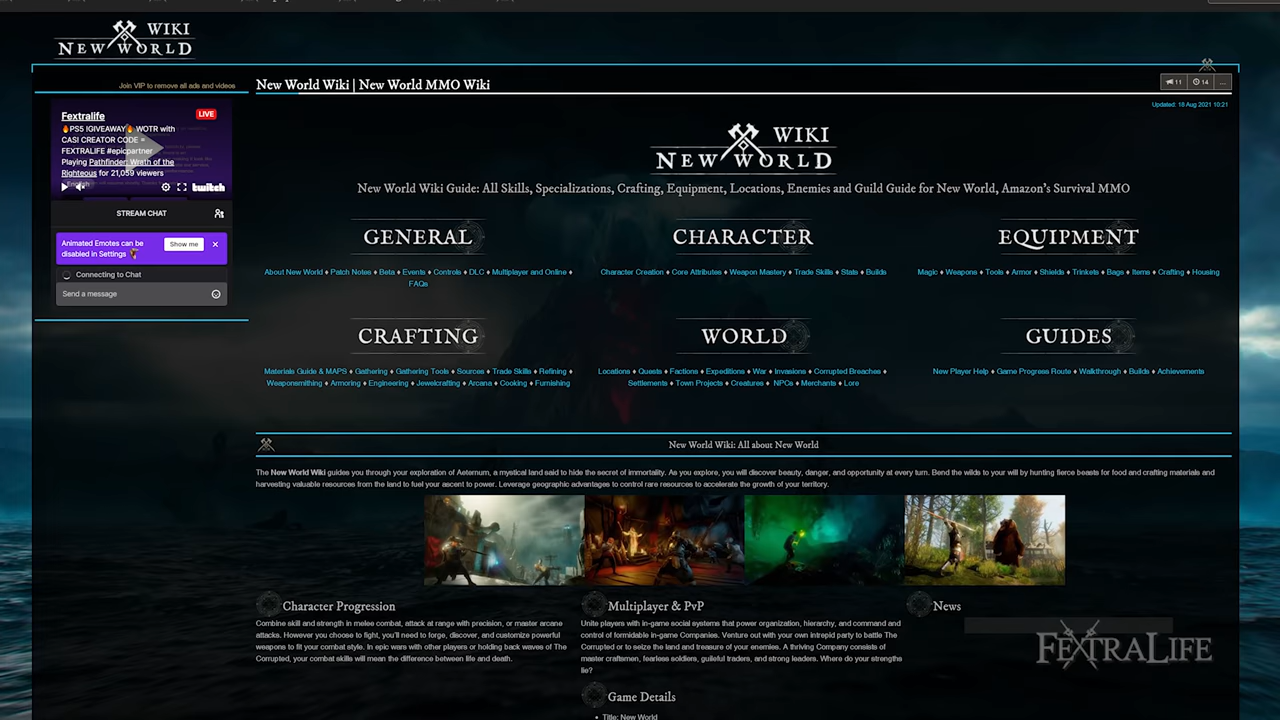 WIKI
NEW WORLD
Join VIP to remove all ads and videos
New World Wiki | New World MMO Wiki
11
14
...
Updated: 18 Aug 2021 10:21
Fextralife
LIVE
🔥PS5 !GIVEAWAY🔥 WOTR with
CASI CREATOR CODE =
FEXTRALIFE #epicpartner
Playing Pathfinder: Wrath of the
Righteous for 21,059 viewers
twitch
STREAM CHAT
Animated Emotes can be
disabled in Settings
Show me
Connecting to Chat
Send a message
WIKI
NEW WORLD
New World Wiki Guide: All Skills, Specializations, Crafting, Equipment, Locations, Enemies and Guild Guide for New World, Amazon's Survival MMO
GENERAL
About New World ♦ Patch Notes ♦ Beta ♦ Events ♦ Controls ♦ DLC ♦ Multiplayer and Online ♦
FAQs
CHARACTER
Character Creation ♦ Core Attributes ♦ Weapon Mastery ♦ Trade Skills ♦ Stats ♦ Builds
EQUIPMENT
Magic ♦ Weapons ♦ Tools ♦ Armor ♦ Shields ♦ Trinkets ♦ Bags ♦ Items ♦ Crafting ♦ Housing
CRAFTING
Materials Guide & MAPS ♦ Gathering ♦ Gathering Tools ♦ Sources ♦ Trade Skills ♦ Refining ♦
Weaponsmithing ♦ Armoring ♦ Engineering ♦ Jewelcrafting ♦ Arcana ♦ Cooking ♦ Furnishing
WORLD
Locations ♦ Quests ♦ Factions ♦ Expeditions ♦ War ♦ Invasions ♦ Corrupted Breaches ♦
Settlements ♦ Town Projects ♦ Creatures ♦ NPCs ♦ Merchants ♦ Lore
GUIDES
New Player Help ♦ Game Progress Route ♦ Walkthrough ♦ Builds ♦ Achievements
New World Wiki: All about New World
The New World Wiki guides you through your exploration of Aeternum, a mystical land said to hide the secret of immortality. As you explore, you will discover beauty, danger, and opportunity at every turn. Bend the wilds to your will by hunting fierce beasts for food and crafting materials and
harvesting valuable resources from the land to fuel your ascent to power. Leverage geographic advantages to control rare resources to accelerate the growth of your territory.
Character Progression
Combine skill and strength in melee combat, attack at range with precision, or master arcane
attacks. However you choose to fight, you'll need to forge, discover, and customize powerful
weapons to fit your combat style. In epic wars with other players or holding back waves of The
Corrupted, your combat skills will mean the difference between life and death.
Multiplayer & PvP
Unite players with in-game social systems that power organization, hierarchy, and command and
control of formidable in-game Companies. Venture out with your own intrepid party to battle The
Corrupted or to seize the land and treasure of your enemies. A thriving Company consists of
master craftsmen, fearless soldiers, guileful traders, and strong leaders. Where do your strengths
lie?
Game Details
• Title: New World
News
FEXTRALIFE